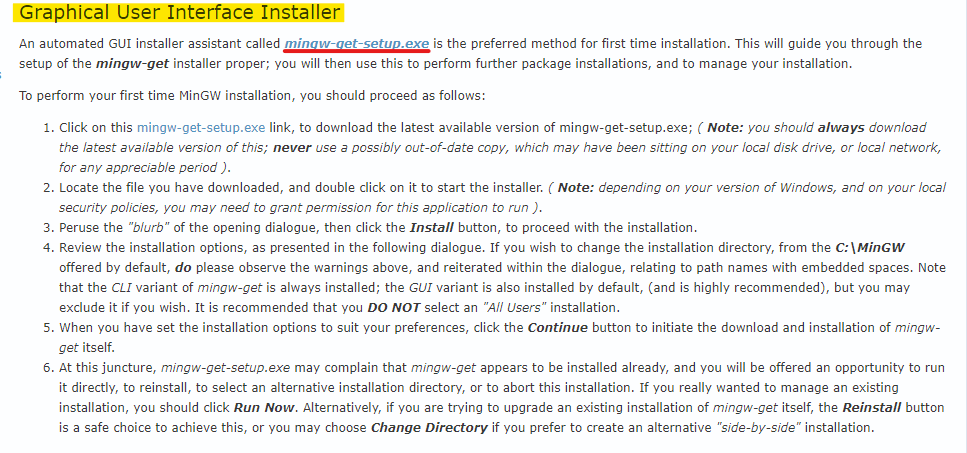 Graphical User Interface Installer
An automated GUI installer assistant called mingw-get-setup.exe is the preferred method for first time installation. This will guide you through the
setup of the mingw-get installer proper; you will then use this to perform further package installations, and to manage your installation.
To perform your first time MinGW installation, you should proceed as follows:
1. Click on this mingw-get-setup.exe link, to download the latest available version of mingw-get-setup.exe; ( Note: you should always download
the latest available version of this; never use a possibly out-of-date copy, which may have been sitting on your local disk drive, or local network,
for any appreciable period ).
2. Locate the file you have downloaded, and double click on it to start the installer. ( Note: depending on your version of Windows, and on your local
security policies, you may need to grant permission for this application to run ).
3. Peruse the "blurb" of the opening dialogue, then click the Install button, to proceed with the installation.
4. Review the installation options, as presented in the following dialogue. If you wish to change the installation directory, from the C:\MinGW
offered by default, do please observe the warnings above, and reiterated within the dialogue, relating to path names with embedded spaces. Note
that the CLI variant of mingw-get is always installed; the GUI variant is also installed by default, (and is highly recommended), but you may
exclude it if you wish. It is recommended that you DO NOT select an "All Users" installation.
5. When you have set the installation options to suit your preferences, click the Continue button to initiate the download and installation of mingw-
get itself.
6. At this juncture, mingw-get-setup.exe may complain that mingw-get appears to be installed already, and you will be offered an opportunity to run
it directly, to reinstall, to select an alternative installation directory, or to abort this installation. If you really wanted to manage an existing
installation, you should click Run Now. Alternatively, if you are trying to upgrade an existing installation of mingw-get itself, the Reinstall button
is a safe choice to achieve this, or you may choose Change Directory if you prefer to create an alternative "side-by-side" installation.